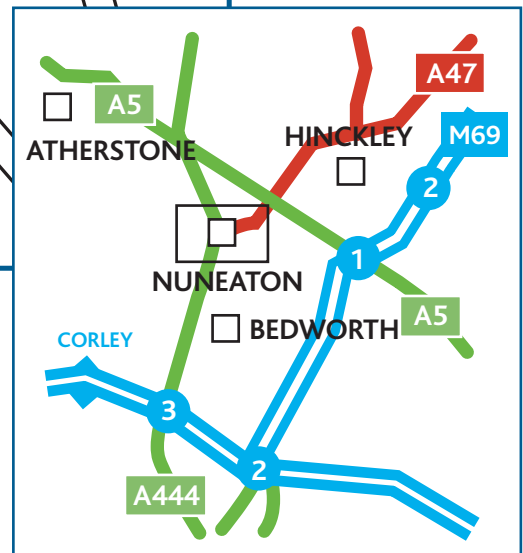 A47
A5
M69
HINCKLEY
ATHERSTONE
2
1
NUNEATON
A5
BEDWORTH
CORLEY
3
2
A444